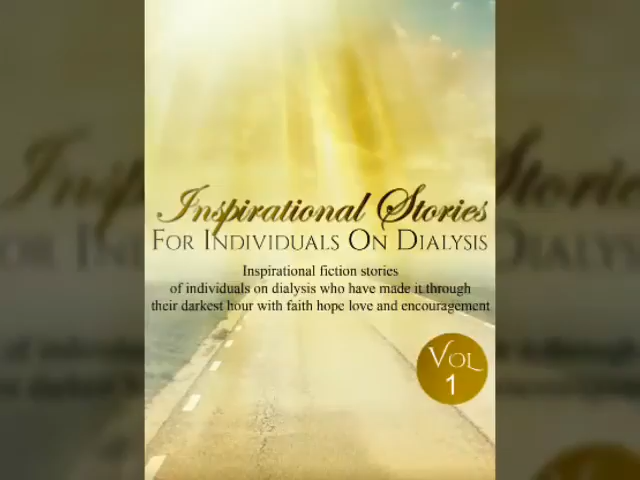 Inspirational Stories
For Individuals On Dialysis
Inspirational fiction stories
of individuals on dialysis who have made it through
their darkest hour with faith hope love and encouragement
Vol
1